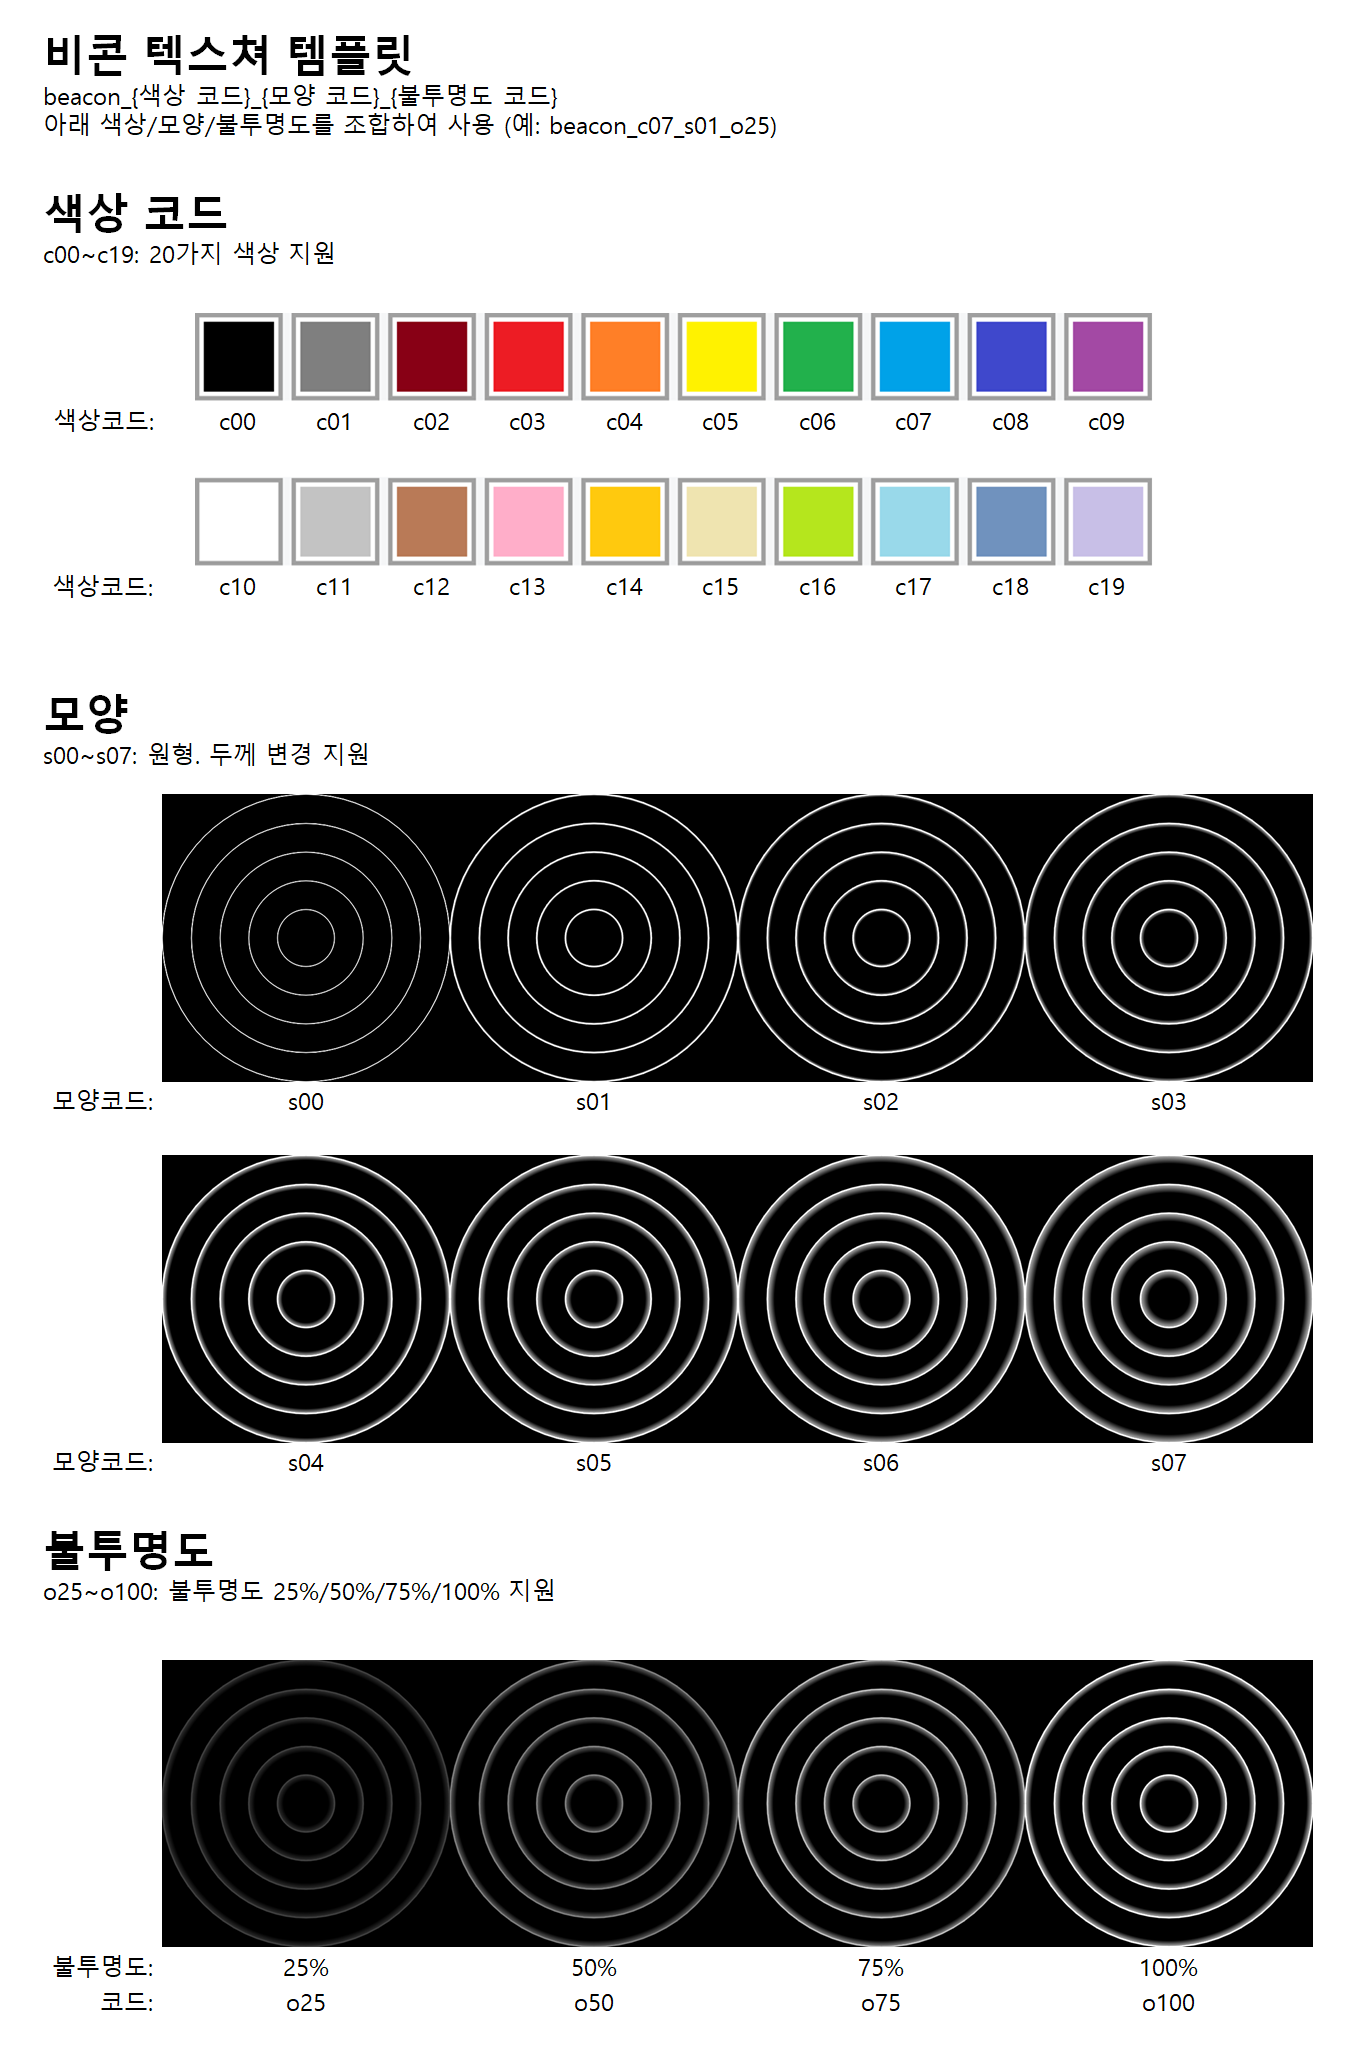 비콘 텍스쳐 템플릿
beacon_{색상 코드}_{모양 코드}_{불투명도 코드}
아래 색상/모양/불투명도를 조합하여 사용 (예: beacon_c07_s01_o25)
색상 코드
c00~c19: 20가지 색상 지원
색상코드: c00 c01 c02 c03 c04 c05 c06 c07 c08 c09
색상코드: c10 c11 c12 c13 c14 c15 c16 c17 c18 c19
모양
s00~s07: 원형. 두께 변경 지원
모양코드: s00 s01 s02 s03
모양코드: s04 s05 s06 s07
불투명도
o25~o100: 불투명도 25%/50%/75%/100% 지원
불투명도: 25% 50% 75% 100%
코드: o25 o50 o75 o100